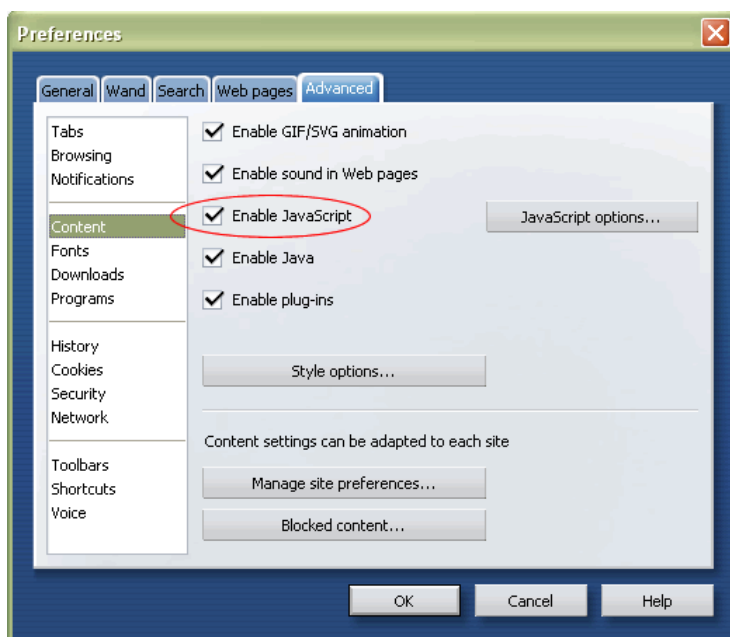 Preferences
General Wand Search Web pages Advanced
Tabs
Browsing
Notifications
Content
Fonts
Downloads
Programs
History
Cookies
Security
Network
Toolbars
Shortcuts
Voice
Enable GIF/SVG animation
Enable sound in Web pages
Enable JavaScript
JavaScript options...
Enable Java
Enable plug-ins
Style options...
Content settings can be adapted to each site
Manage site preferences...
Blocked content...
OK Cancel Help